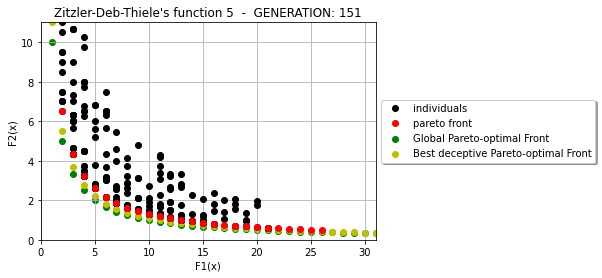 Zitzler-Deb-Thiele's function 5 - GENERATION: 151
F2(x)
10
8
6
4
2
0
0 5 10 15 20 25 30
F1(x)
individuals
pareto front
Global Pareto-optimal Front
Best deceptive Pareto-optimal Front